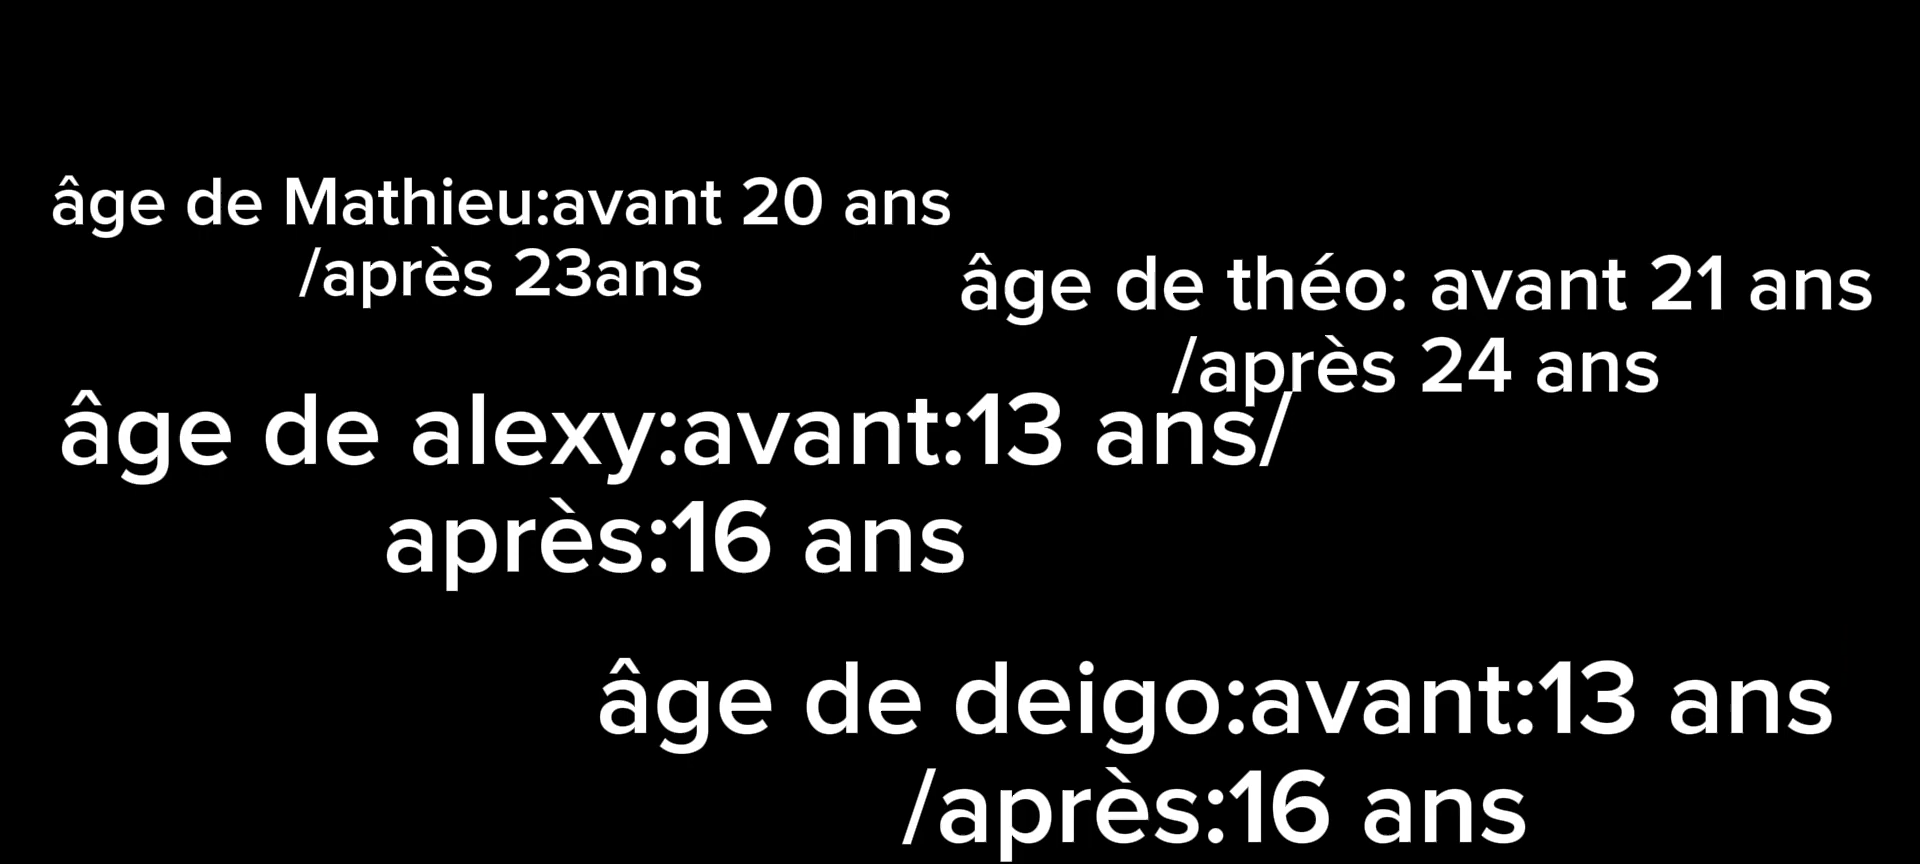 âge de Mathieu:avant 20 ans
/après 23ans
âge de théo: avant 21 ans
/après 24 ans
âge de alexy:avant:13 ans/
après:16 ans
âge de deigo:avant:13 ans
/après:16 ans